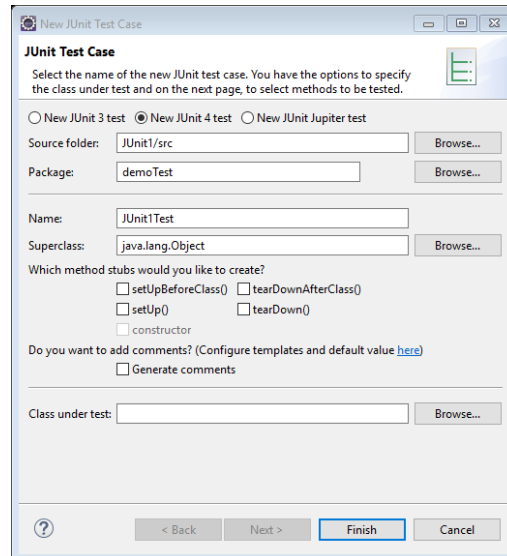 New JUnit Test Case
JUnit Test Case
Select the name of the new JUnit test case. You have the options to specify
the class under test and on the next page, to select methods to be tested.
New JUnit 3 test New JUnit 4 test New JUnit Jupiter test
Source folder: JUnit1/src Browse...
Package: demoTest Browse...
Name: JUnit1Test
Superclass: java.lang.Object Browse...
Which method stubs would you like to create?
setUpBeforeClass() tearDownAfterClass()
setUp() tearDown()
constructor
Do you want to add comments? (Configure templates and default value here)
Generate comments
Class under test: Browse...
? < Back Next > Finish Cancel